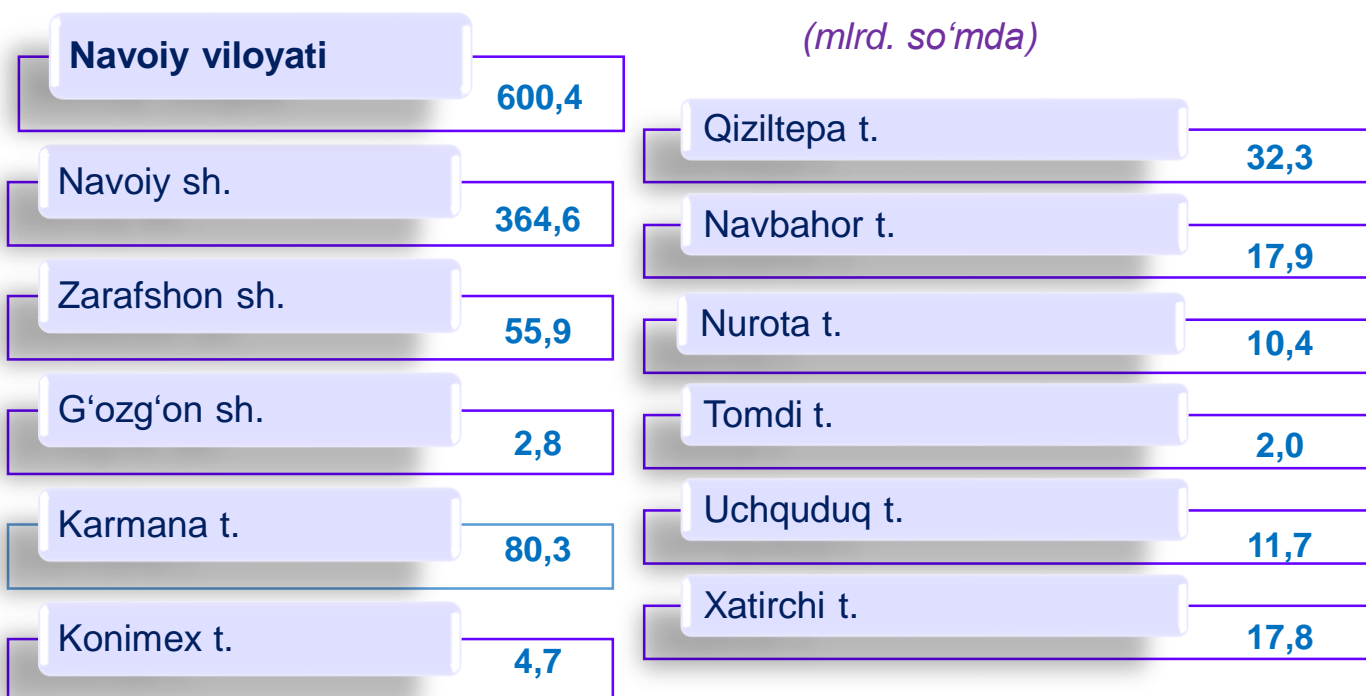 Navoiy viloyati
600,4
Navoiy sh.
364,6
Zarafshon sh.
55,9
G‘ozg‘on sh.
2,8
Karmana t.
80,3
Konimex t.
4,7
(mlrd. so‘mda)
Qiziltepa t.
32,3
Navbahor t.
17,9
Nurota t.
10,4
Tomdi t.
2,0
Uchquduq t.
11,7
Xatirchi t.
17,8